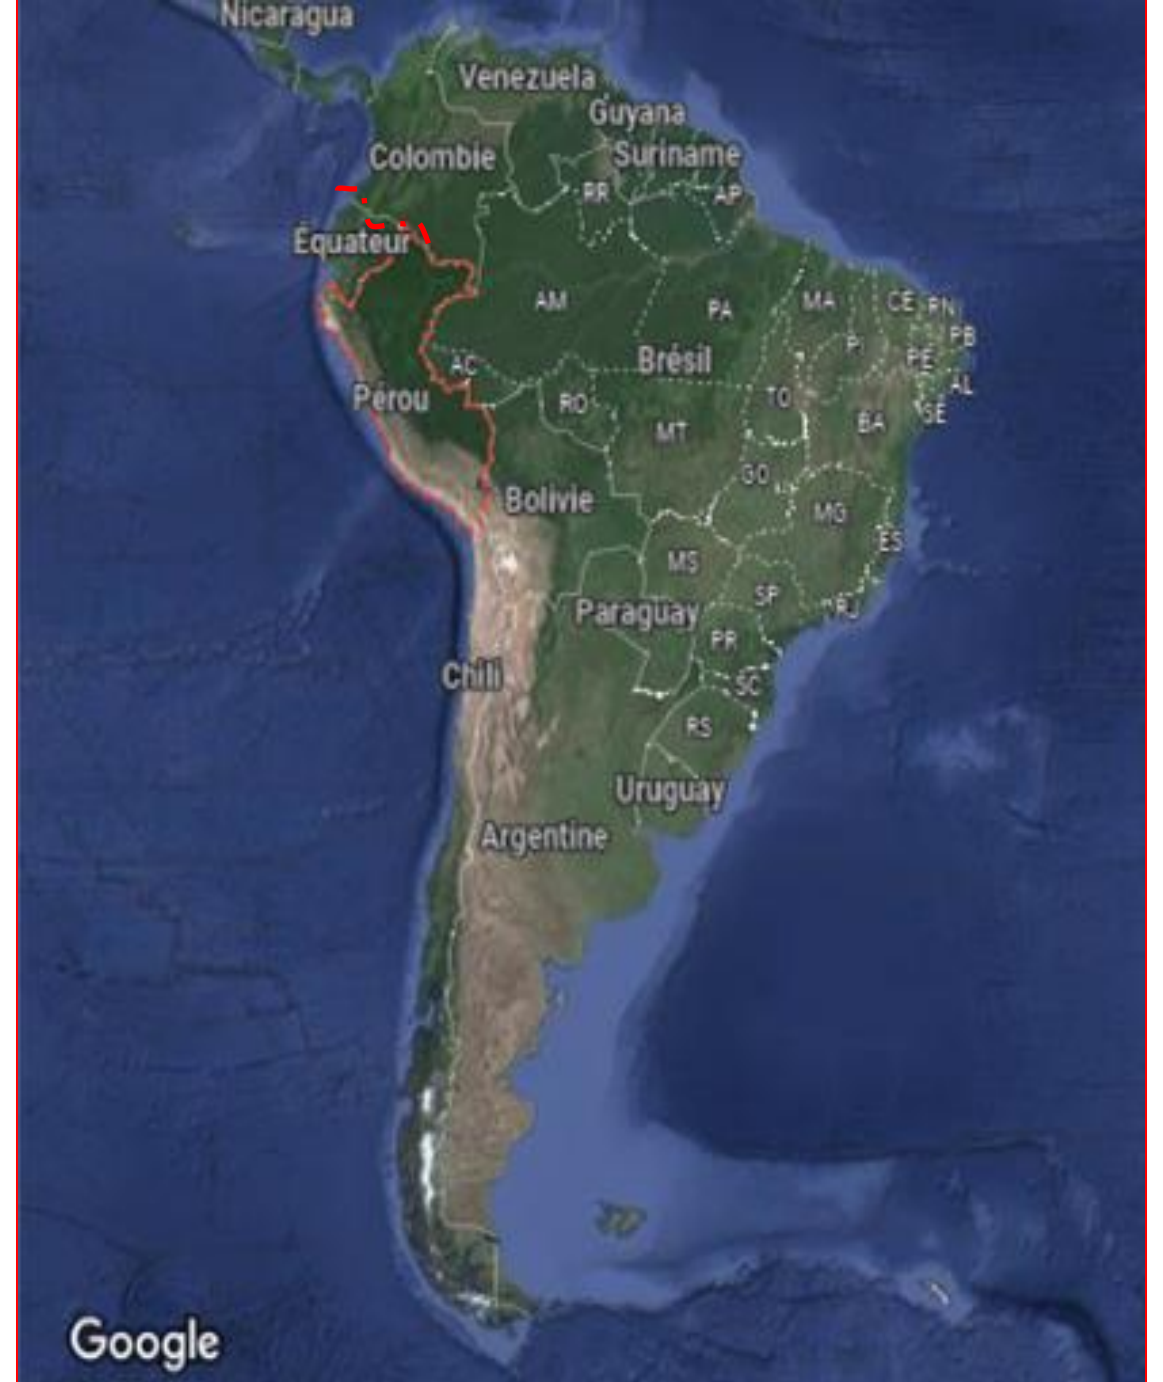 Nicaragua
Venezuela
Guyana
Colombie
Suriname
RR
AP
Équateur
AM
PA
MA
CE
RN
PB
PI
PE
AC
Brésil
AL
Pérou
RO
TO
SE
BA
MT
GO
Bolivie
MG
ES
MS
SP
Paraguay
RJ
PR
Chili
SC
RS
Uruguay
Argentine
Google